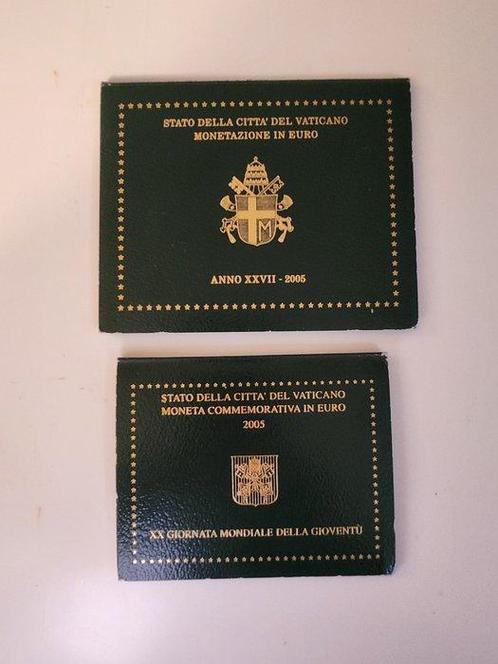 STATO DELLA CITTA' DEL VATICANO
MONETAZIONE IN EURO
M
ANNO XXVII - 2005
STATO DELLA CITTA' DEL VATICANO
MONETA COMMEMORATIVA IN EURO
2005
XX GIORNATA MONDIALE DELLA GIOVENTÙ